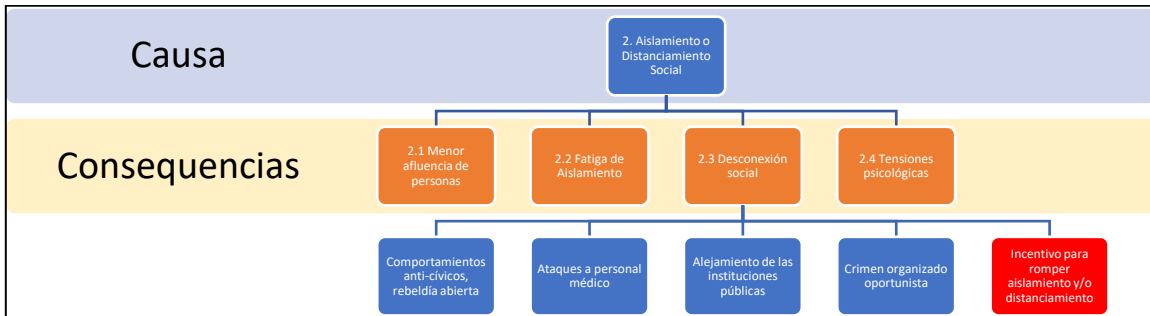 Causa
2. Aislamiento o
Distanciamiento
Social
Consequencias
2.1 Menor
afluencia de
personas
2.2 Fatiga de
Aislamiento
2.3 Desconexión
social
2.4 Tensiones
psicológicas
Comportamientos
anti-cívicos,
rebeldía abierta
Ataques a personal
médico
Alejamiento de las
instituciones
públicas
Crimen organizado
oportunista
Incentivo para
romper
aislamiento y/o
distanciamiento